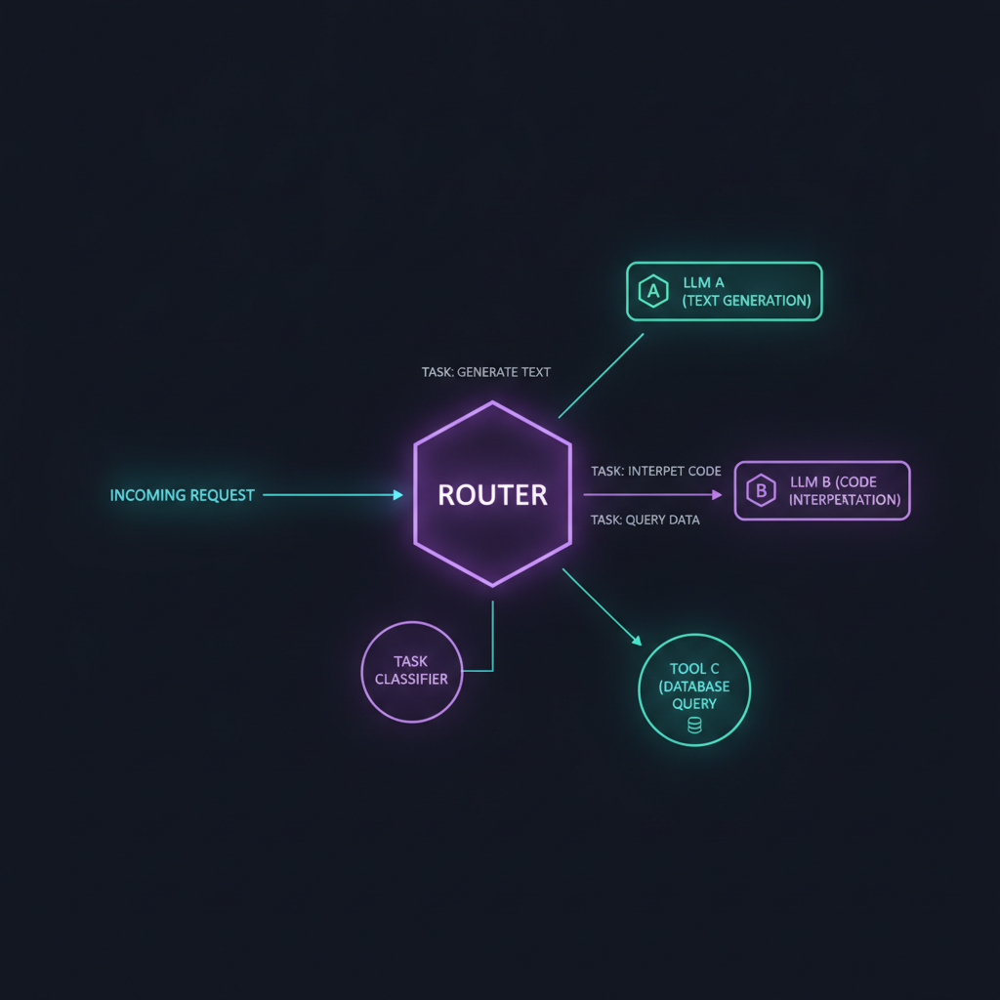 A
LLM A
(TEXT GENERATION)
TASK: GENERATE TEXT
INCOMING REQUEST
ROUTER
TASK: INTERPET CODE
TASK: QUERY DATA
B
LLM B (CODE
INTERPEɅTATION)
TASK
CLASSIFIER
TOOL C
(DATABASE
QUERY